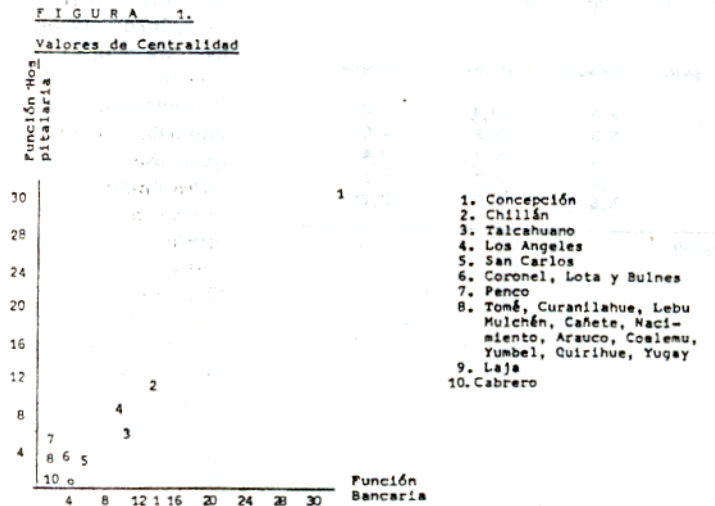 FIGURA 1.
Valores de Centralidad
Función Hos
pitalaria
30
28
24
20
16
12
8
4
1
2
4
3
7
8 6 5
10
4 8 12 1 16 20 24 28 30
Función
Bancaria
1. Concepción
2. Chillán
3. Talcahuano
4. Los Angeles
5. San Carlos
6. Coronel, Lota y Bulnes
7. Penco
8. Tomé, Curanilahue, Lebu
Mulchén, Cañete, Naci-
miento, Arauco, Coelemu,
Yumbel, Quirihue, Yugay
9. Laja
10. Cabrero